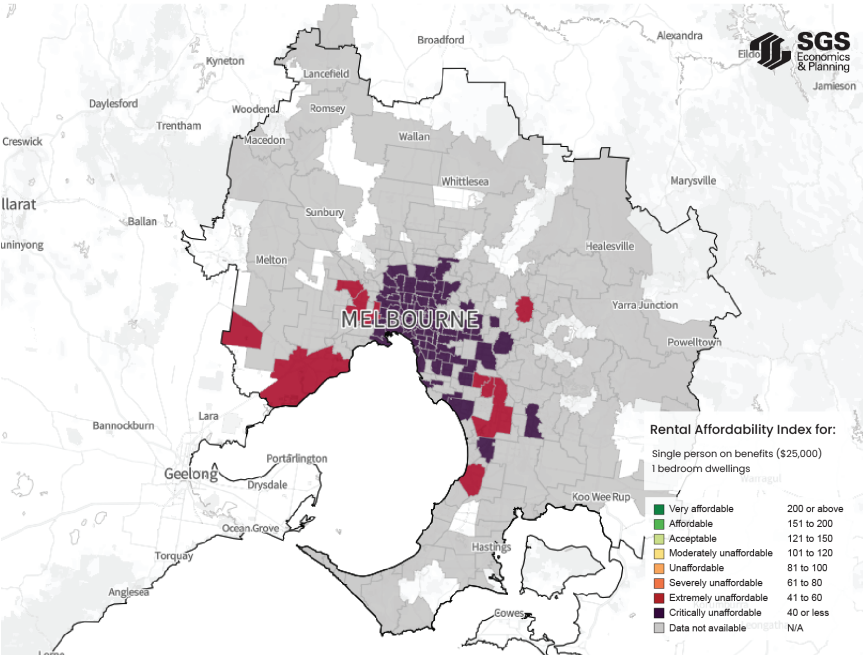 Broadford
Alexandra
SGS
Economics
& Planning
Eildo
Kyneton
Lancefield
Jamieson
Daylesford
Woodend
Romsey
Trentham
Creswick
Macedon
Wallan
Whittlesea
Marysville
llarat
Ballan
Sunbury
uninyong
Healesville
Melton
Yarra Junction
MELBOURNE
Powelltown
Lara
Bannockburn
Rental Affordability Index for:
Single person on benefits ($25,000)
1 bedroom dwellings
Portarlington
Geelong
Drysdale
Warragul
Koo Wee Rup
Very affordable 200 or above
Affordable 151 to 200
Acceptable 121 to 150
Moderately unaffordable 101 to 120
Unaffordable 81 to 100
Severely unaffordable 61 to 80
Extremely unaffordable 41 to 60
Critically unaffordable 40 or less
Data not available N/A
Ocean Grove
Hastings
Torquay
Anglesea
Cowes